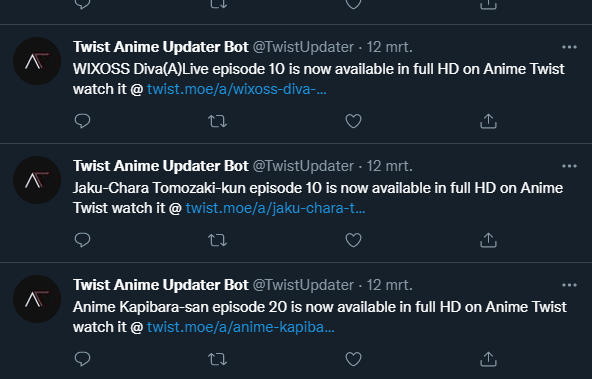 Twist Anime Updater Bot @TwistUpdater · 12 mrt.
WIXOSS Diva(A)Live episode 10 is now available in full HD on Anime Twist
watch it @ twist.moe/a/wixoss-diva-...
Twist Anime Updater Bot @TwistUpdater · 12 mrt.
Jaku-Chara Tomozaki-kun episode 10 is now available in full HD on Anime
Twist watch it @ twist.moe/a/jaku-chara-t...
Twist Anime Updater Bot @TwistUpdater · 12 mrt.
Anime Kapibara-san episode 20 is now available in full HD on Anime Twist
watch it @ twist.moe/a/anime-kapiba...